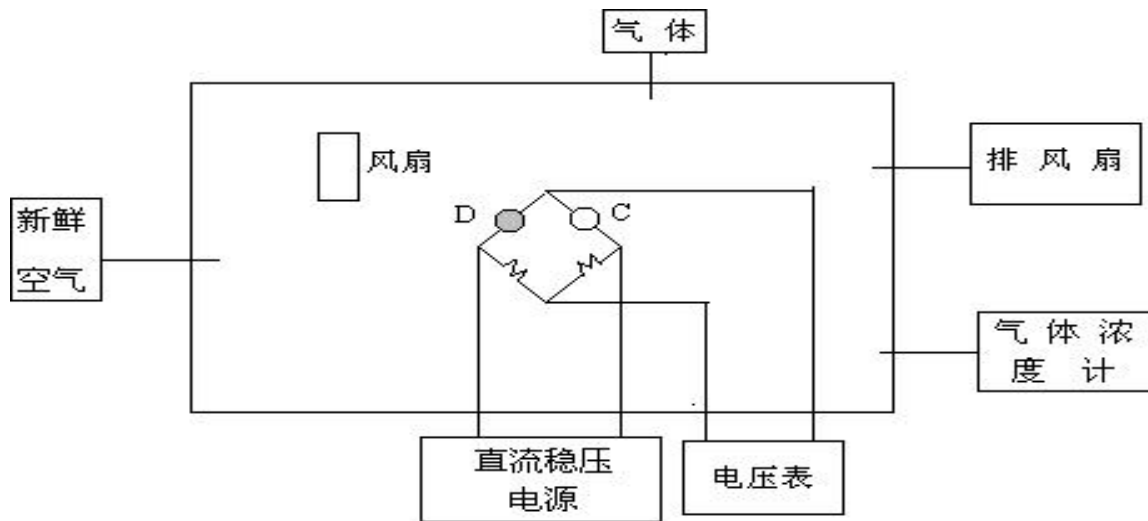 气 体
风扇
排 风 扇
D
C
新鲜
空气
气 体 浓
度 计
直流稳压
电源
电压表